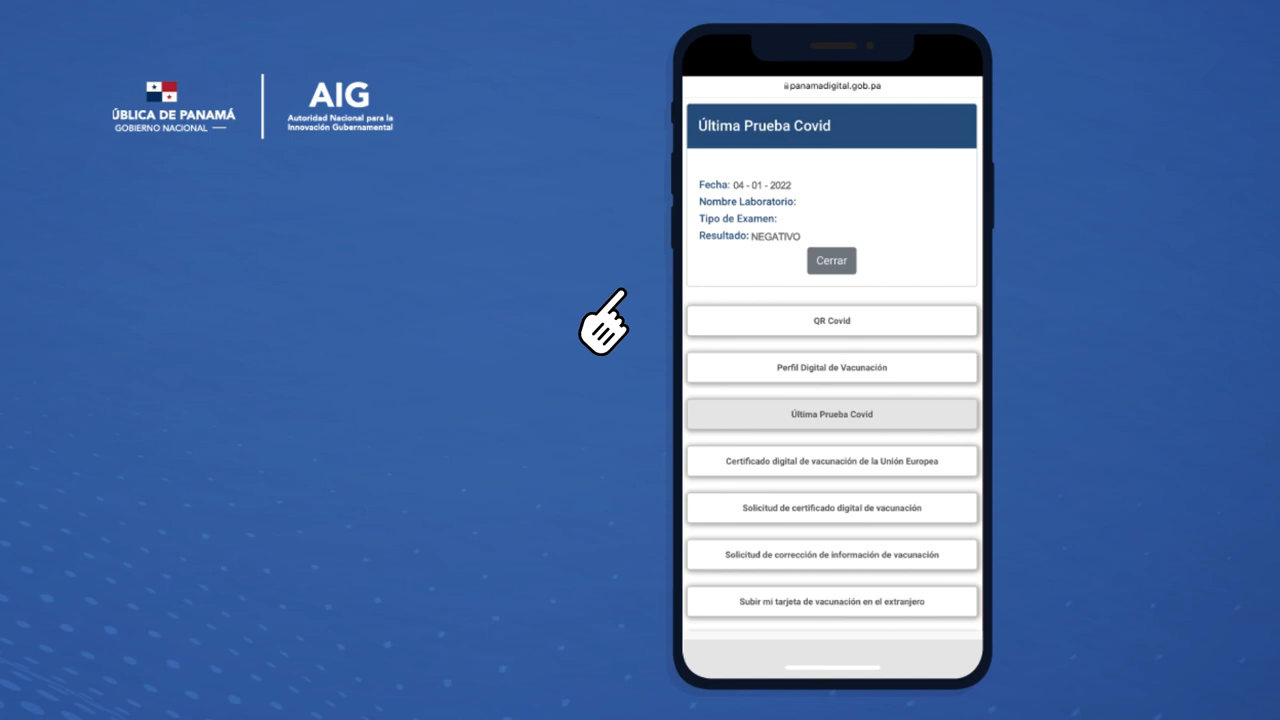 ÚBLICA DE PANAMÁ
GOBIERNO NACIONAL
AIG
Autoridad Nacional para la
Innovación Gubernamental
panamadigital.gob.pa
Última Prueba Covid
Fecha: 04 - 01 - 2022
Nombre Laboratorio:
Tipo de Examen:
Resultado: NEGATIVO
Cerrar
QR Covid
Perfil Digital de Vacunación
Última Prueba Covid
Certificado digital de vacunación de la Unión Europea
Solicitud de certificado digital de vacunación
Solicitud de corrección de información de vacunación
Subir mi tarjeta de vacunación en el extranjero